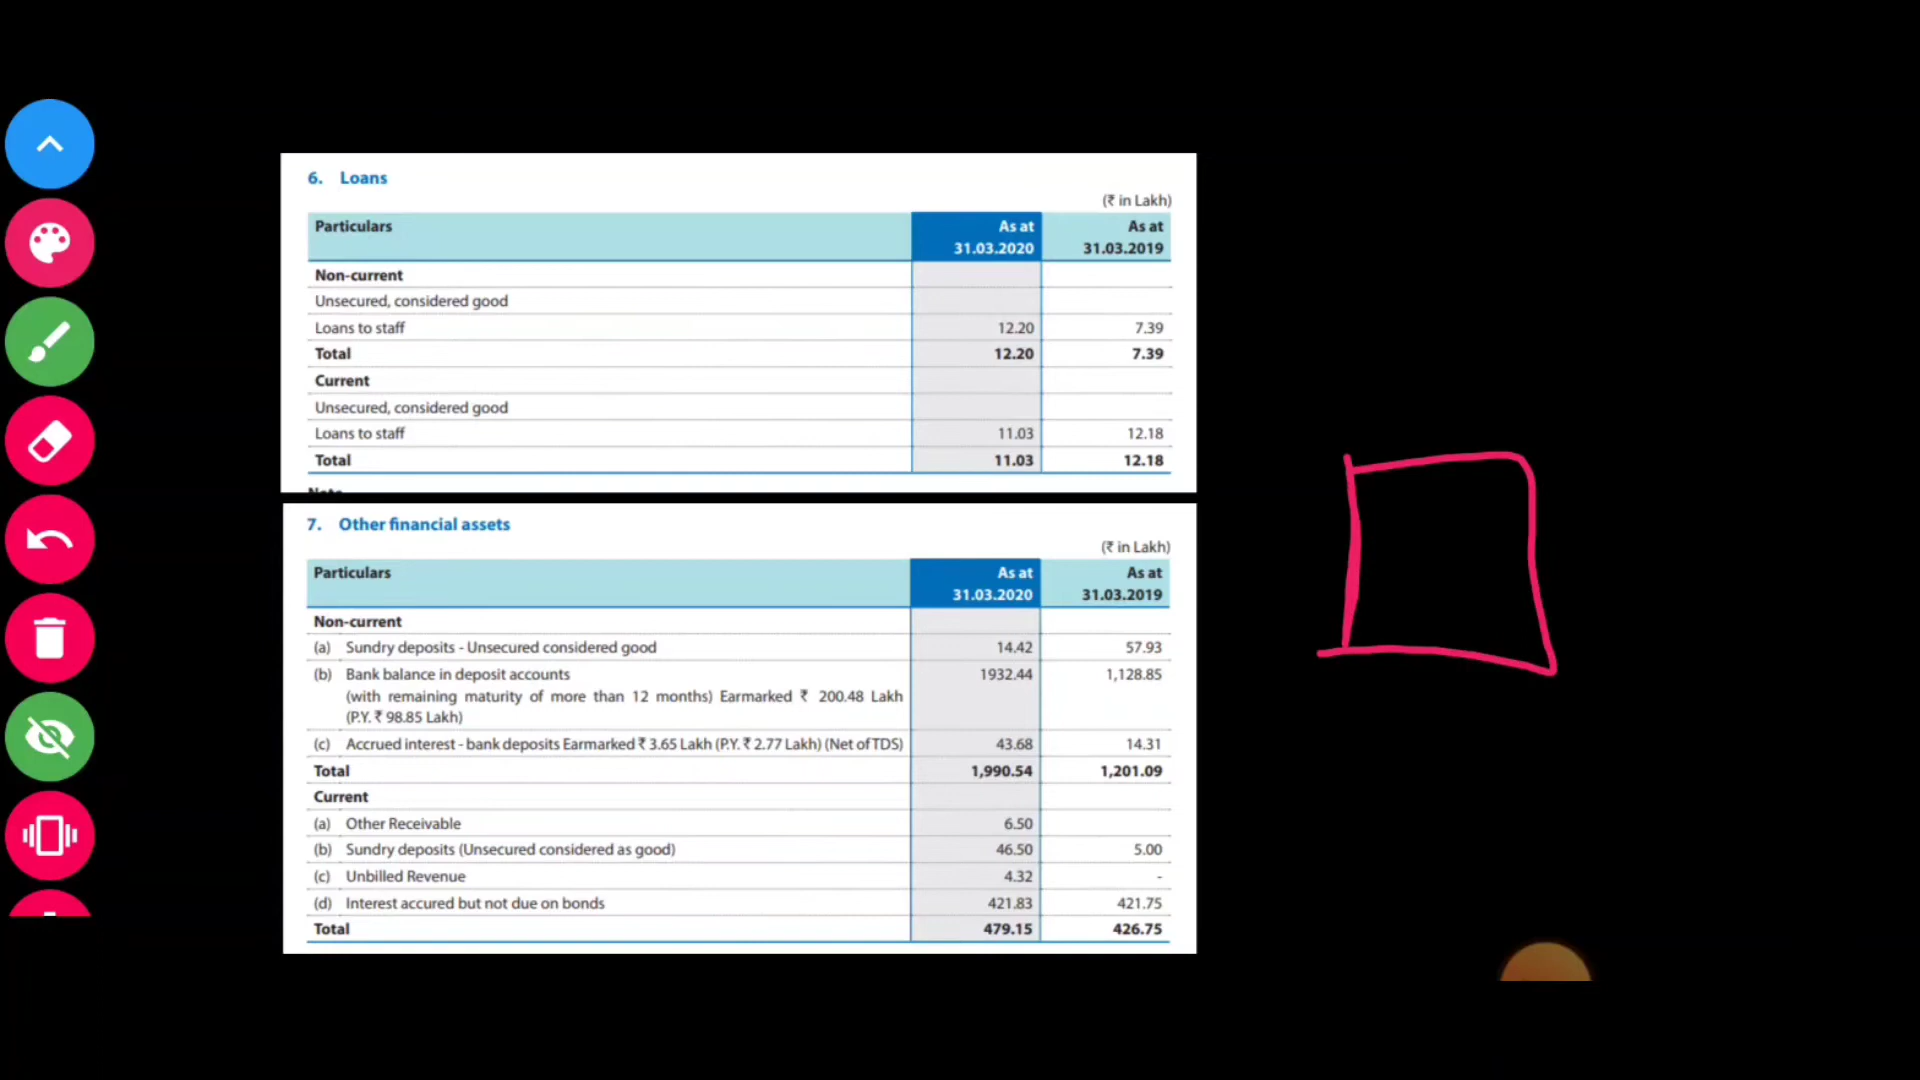 6. Loans
(₹ in Lakh)
Particulars As at 31.03.2020 As at 31.03.2019
Non-current
Unsecured, considered good
Loans to staff 12.20 7.39
Total 12.20 7.39
Current
Unsecured, considered good
Loans to staff 11.03 12.18
Total 11.03 12.18
7. Other financial assets
(₹ in Lakh)
Particulars As at 31.03.2020 As at 31.03.2019
Non-current
(a) Sundry deposits - Unsecured considered good 14.42 57.93
(b) Bank balance in deposit accounts 1932.44 1,128.85
(with remaining maturity of more than 12 months) Earmarked ₹ 200.48 Lakh
(P.Y. ₹ 98.85 Lakh)
(c) Accrued interest - bank deposits Earmarked ₹ 3.65 Lakh (P.Y. ₹ 2.77 Lakh) (Net of TDS) 43.68 14.31
Total 1,990.54 1,201.09
Current
(a) Other Receivable 6.50
(b) Sundry deposits (Unsecured considered as good) 46.50 5.00
(c) Unbilled Revenue 4.32 -
(d) Interest accured but not due on bonds 421.83 421.75
Total 479.15 426.75